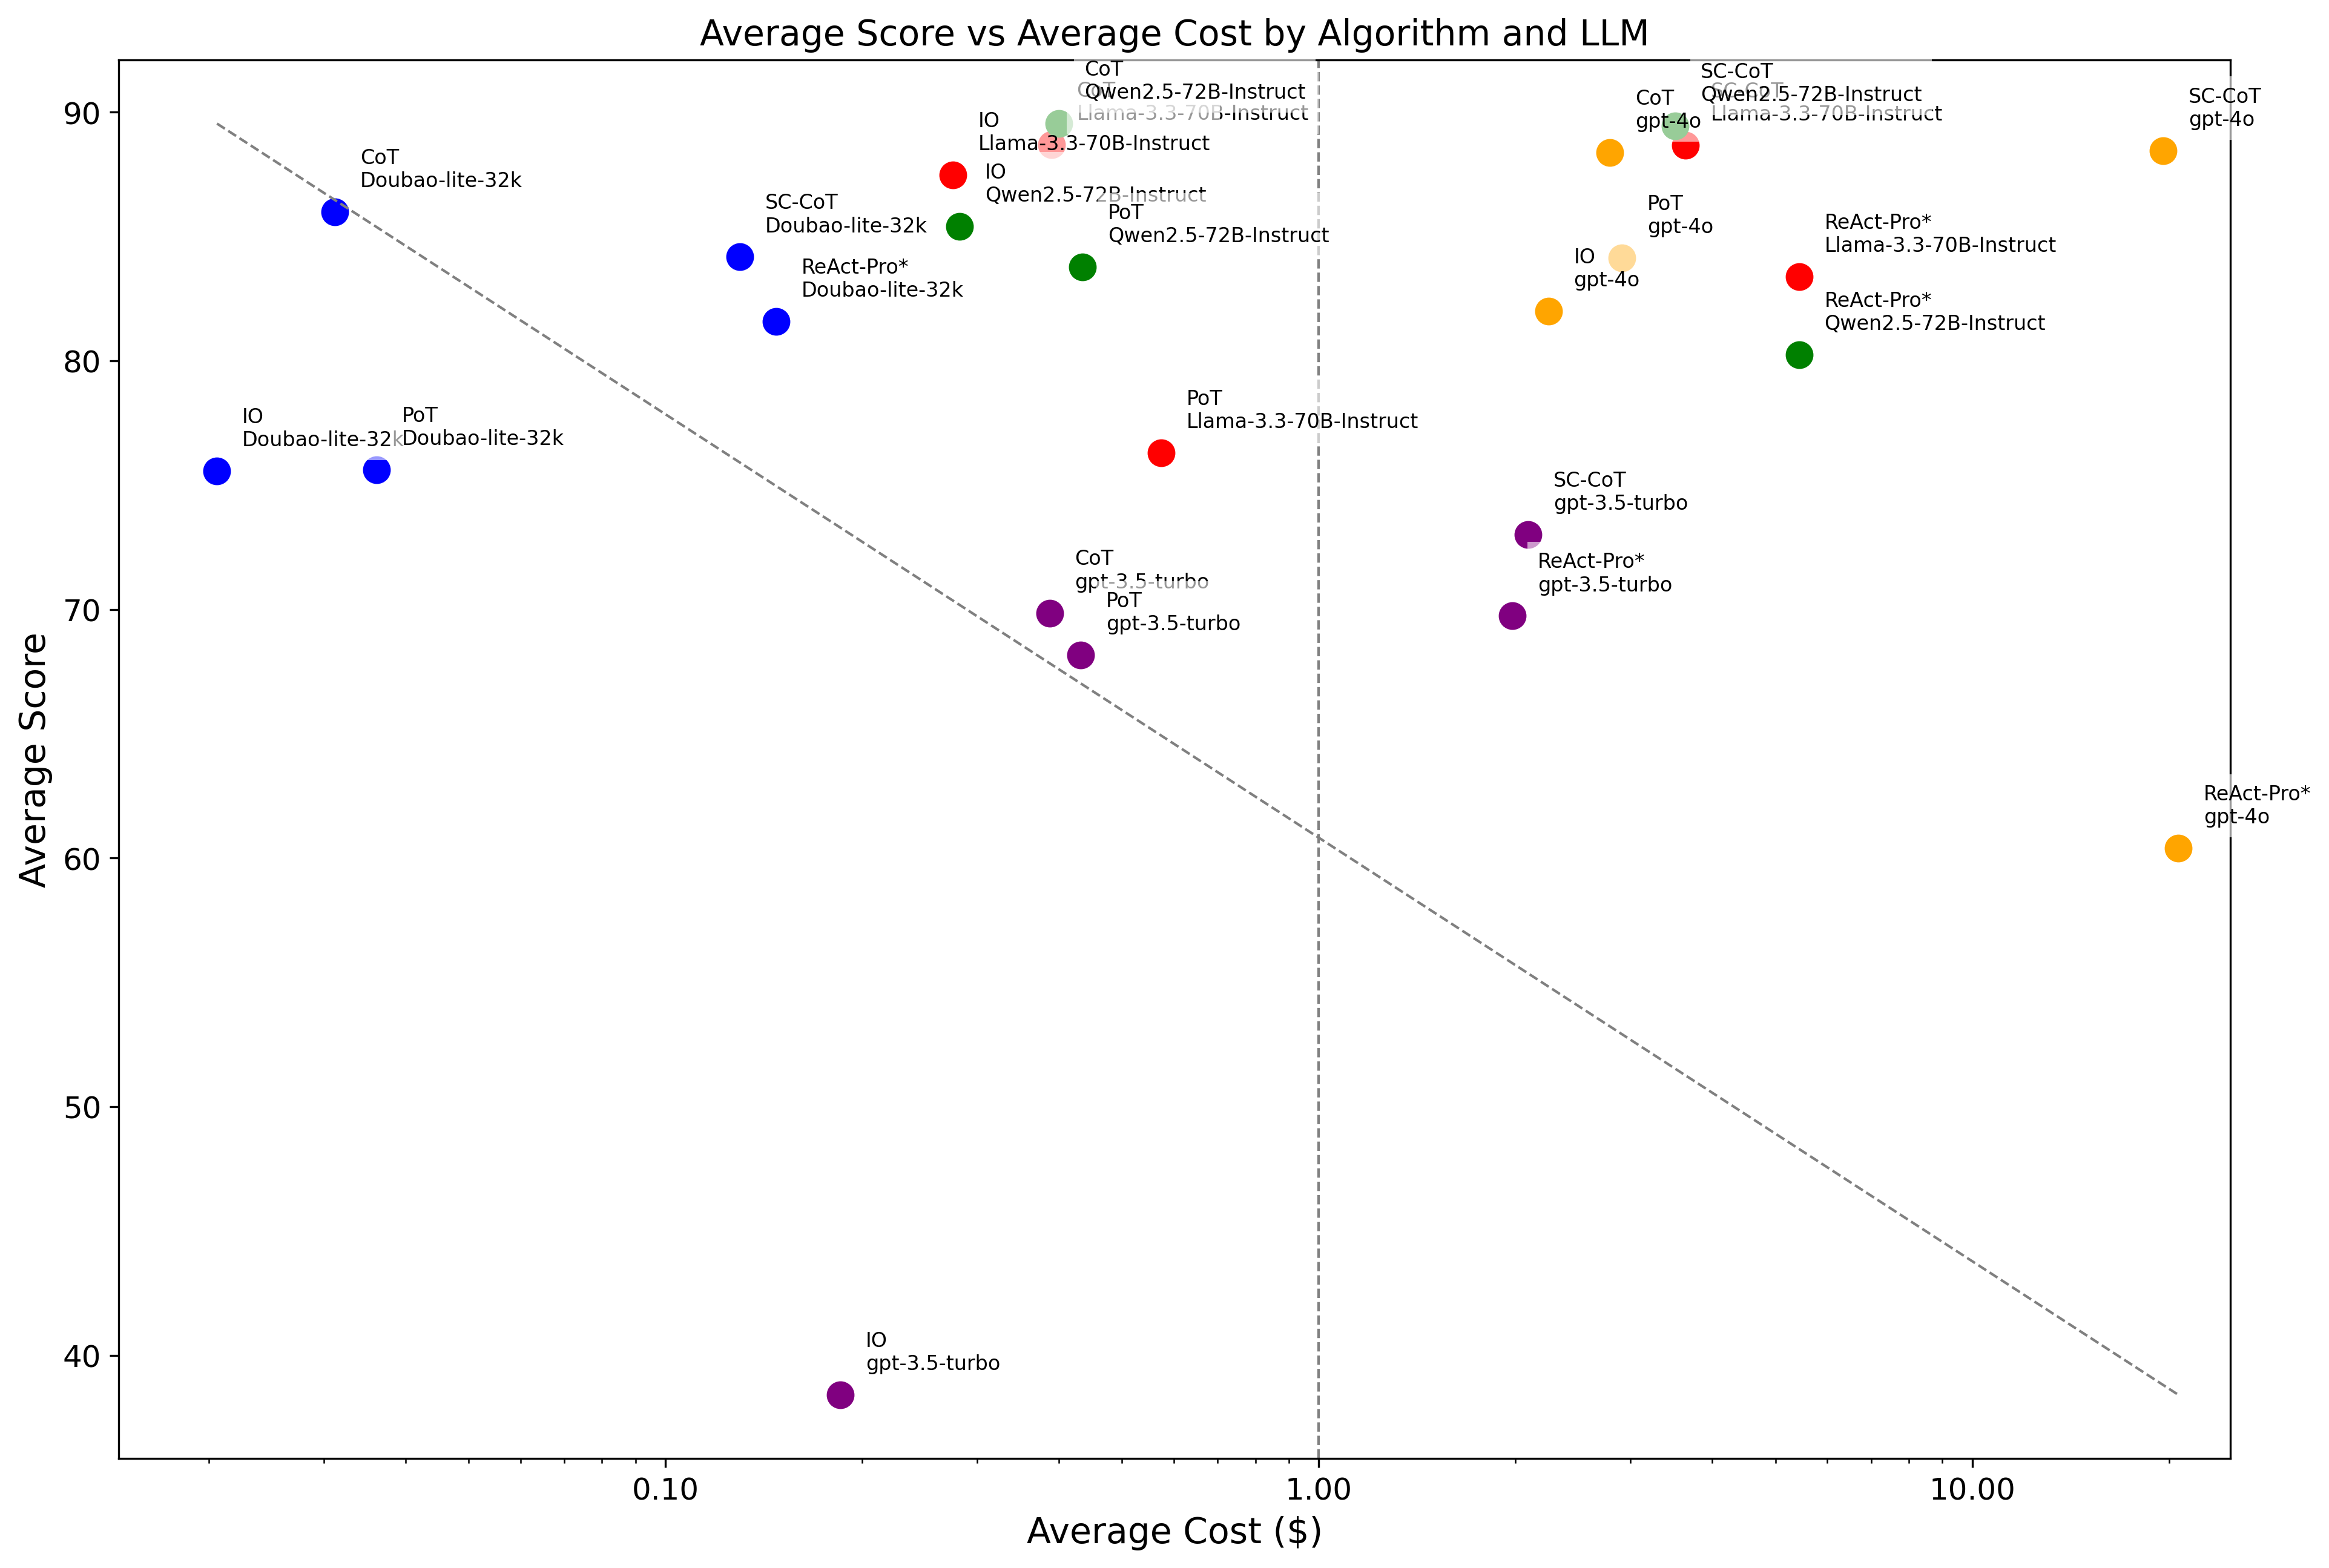 Average Score vs Average Cost by Algorithm and LLM
CoT
Qwen2.5-72B-Instruct
CoT
Llama-3.3-70B-Instruct
SC-CoT
Qwen2.5-72B-Instruct
SC-CoT
Llama-3.3-70B-Instruct
CoT
gpt-4o
SC-CoT
gpt-4o
IO
Llama-3.3-70B-Instruct
CoT
Doubao-lite-32k
IO
Qwen2.5-72B-Instruct
SC-CoT
Doubao-lite-32k
PoT
Qwen2.5-72B-Instruct
PoT
gpt-4o
ReAct-Pro*
Llama-3.3-70B-Instruct
ReAct-Pro*
Doubao-lite-32k
IO
gpt-4o
ReAct-Pro*
Qwen2.5-72B-Instruct
PoT
Llama-3.3-70B-Instruct
IO
Doubao-lite-32k
PoT
Doubao-lite-32k
SC-CoT
gpt-3.5-turbo
CoT
gpt-3.5-turbo
ReAct-Pro*
gpt-3.5-turbo
PoT
gpt-3.5-turbo
ReAct-Pro*
gpt-4o
IO
gpt-3.5-turbo
90
80
70
60
50
40
Average Score
0.10
1.00
10.00
Average Cost ($)